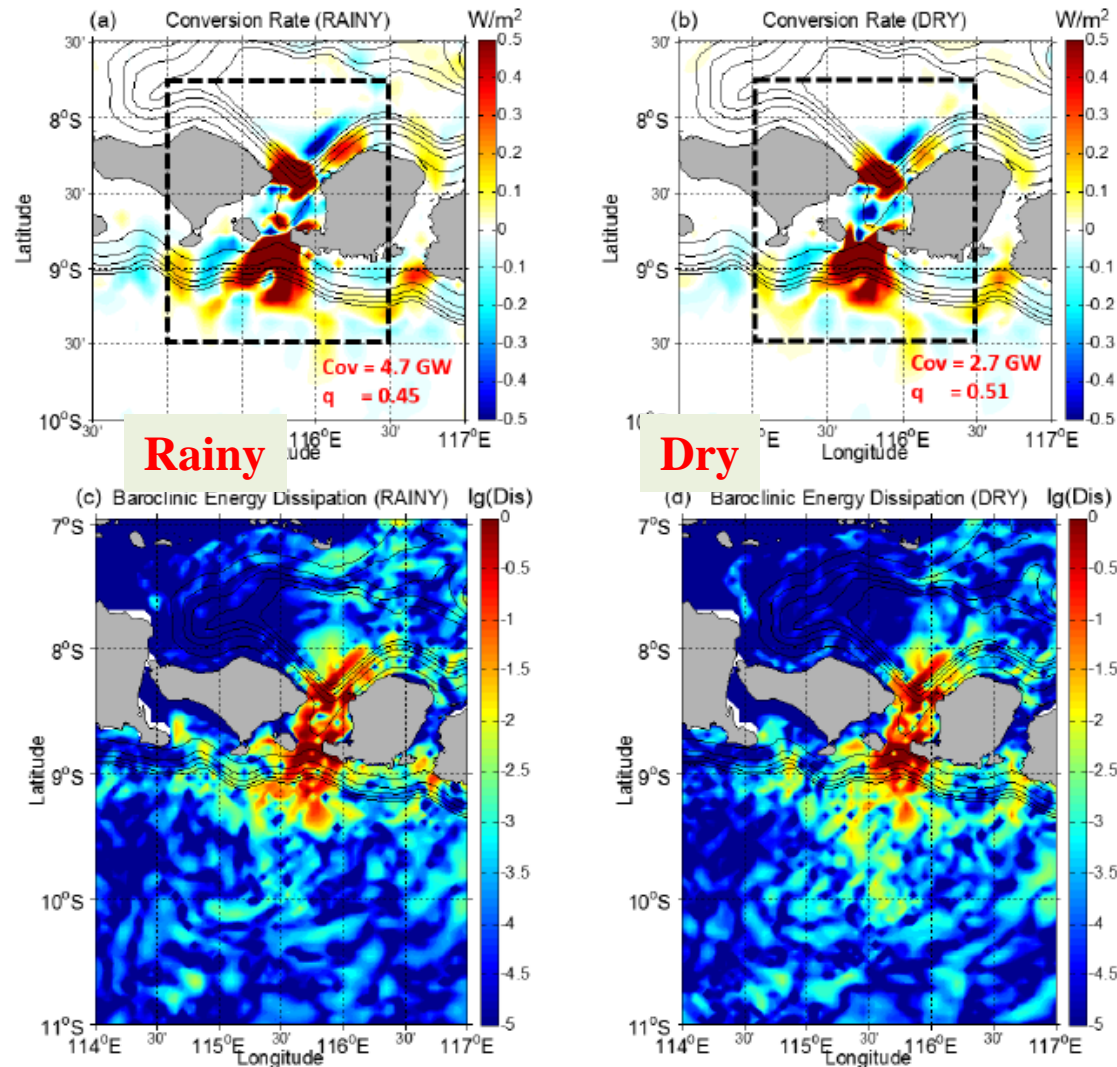 (a) Conversion Rate (RAINY) W/m²
30'
8°S
30'
9°S
30'
10°S
Latitude
0.5
0.4
0.3
0.2
0.1
-0
-0.1
-0.2
-0.3
-0.4
-0.5
Cov = 4.7 GW
q = 0.45
30'
116°E
30'
117°E
Rainy
(b) Conversion Rate (DRY) W/m²
30'
8°S
30'
9°S
30'
10°S
Latitude
0.5
0.4
0.3
0.2
0.1
-0
-0.1
-0.2
-0.3
-0.4
-0.5
Cov = 2.7 GW
q = 0.51
30'
116°E
30'
117°E
Longitude
Dry
(c) Baroclinic Energy Dissipation (RAINY) lg(Dis)
7°S
8°S
9°S
10°S
11°S
Latitude
0
-0.5
-1
-1.5
-2
-2.5
-3
-3.5
-4
-4.5
-5
114°E
30'
115°E
30'
116°E
30'
117°E
Longitude
(d) Baroclinic Energy Dissipation (DRY) lg(Dis)
7°S
8°S
9°S
10°S
11°S
Latitude
0
-0.5
-1
-1.5
-2
-2.5
-3
-3.5
-4
-4.5
-5
114°E
30'
115°E
30'
116°E
30'
117°E
Longitude